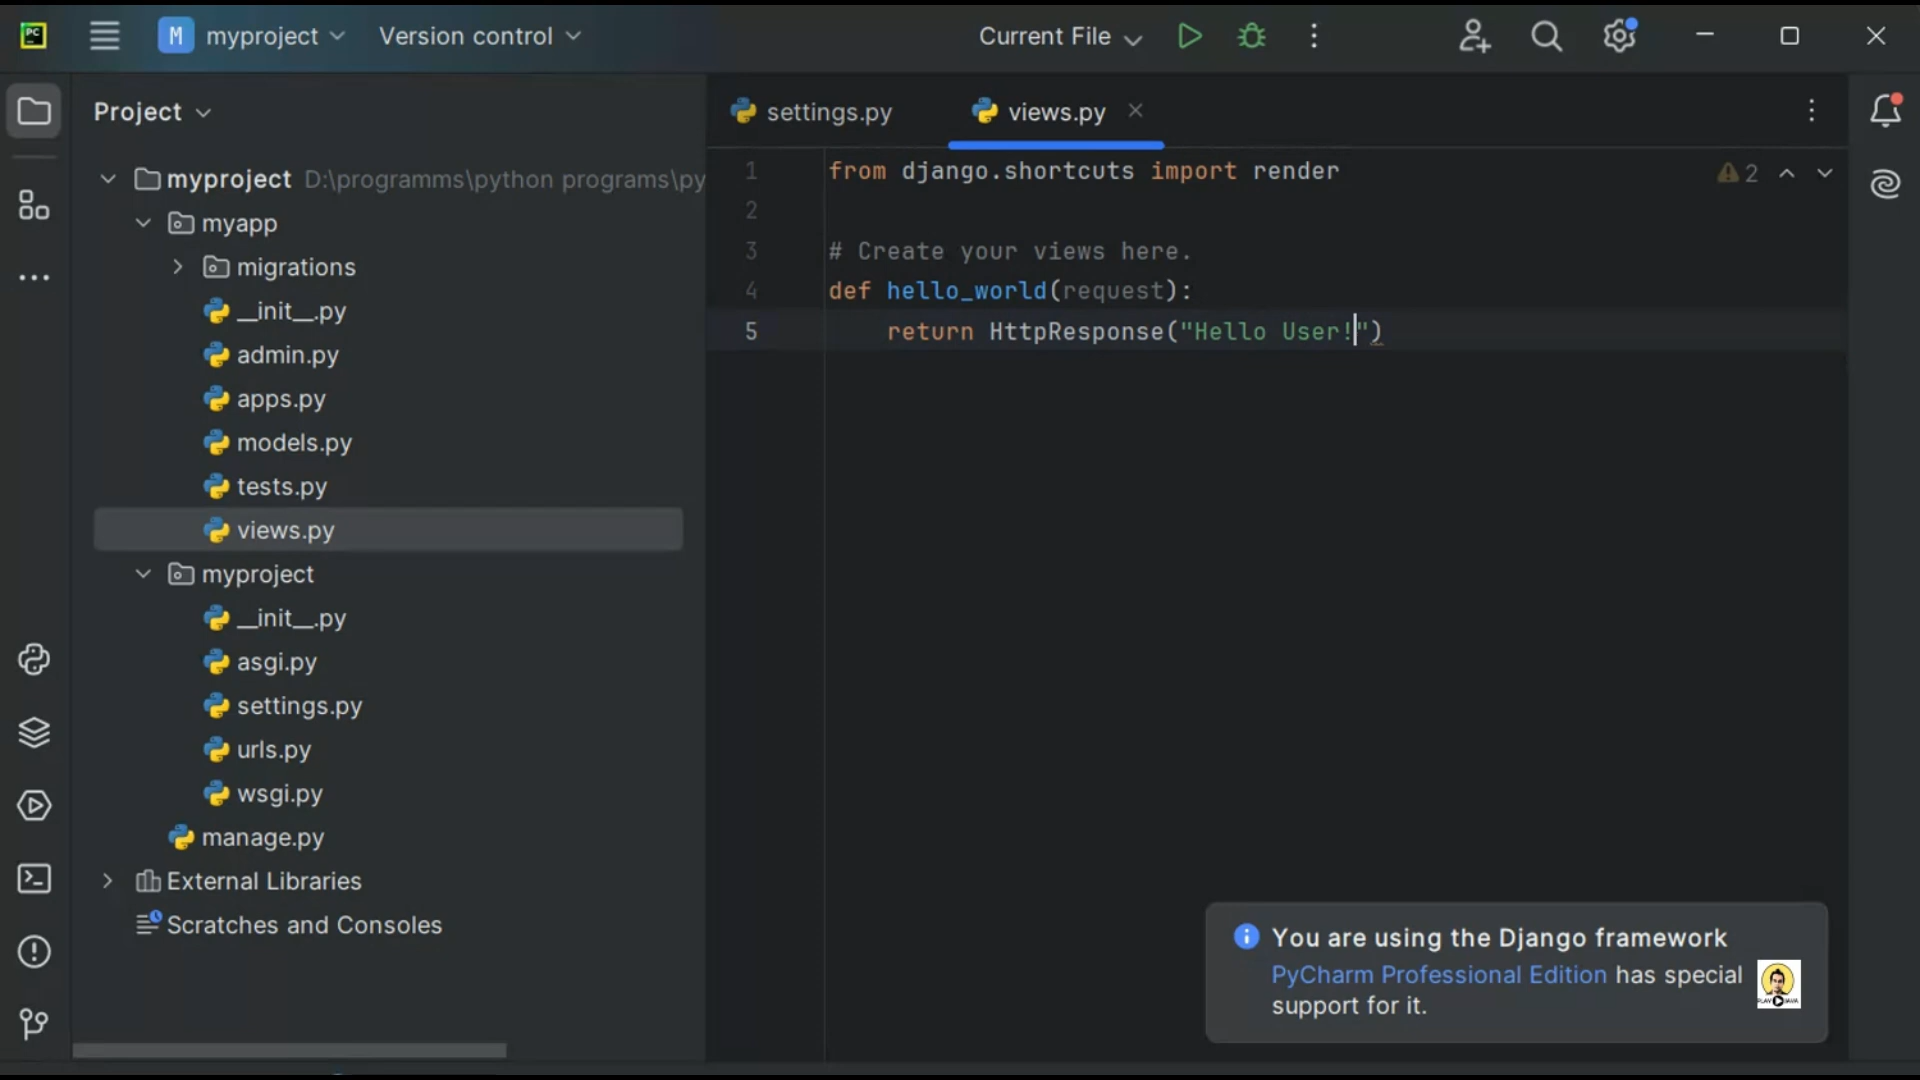 PC
M myproject Version control Current File
Project
settings.py views.py
myproject D:\programms\python programs\py
myapp
migrations
__init__.py
admin.py
apps.py
models.py
tests.py
views.py
myproject
__init__.py
asgi.py
settings.py
urls.py
wsgi.py
manage.py
External Libraries
Scratches and Consoles
1 from django.shortcuts import render
2
3 # Create your views here.
4 def hello_world(request):
5 return HttpResponse("Hello User!")
2
You are using the Django framework
PyCharm Professional Edition has special
support for it.
PLAY JAVA